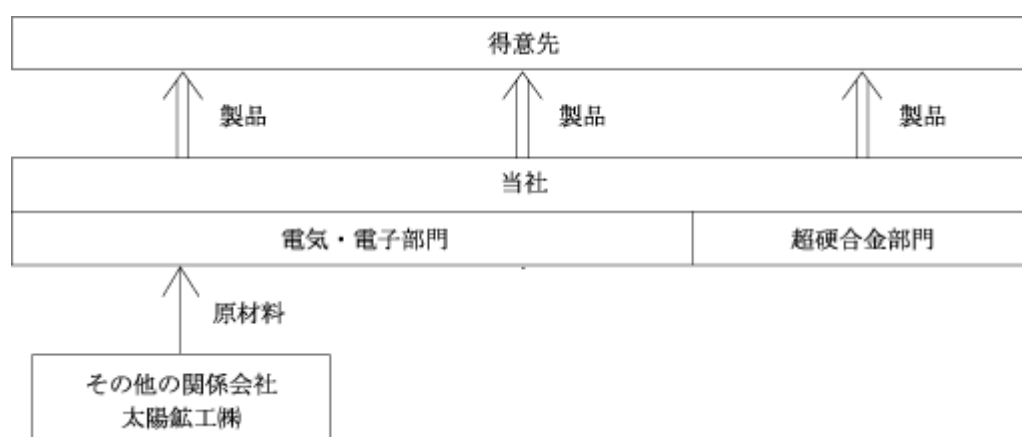 得意先
製品 製品 製品
当社
電気・電子部門 超硬合金部門
原材料
その他の関係会社
太陽鉱工㈱